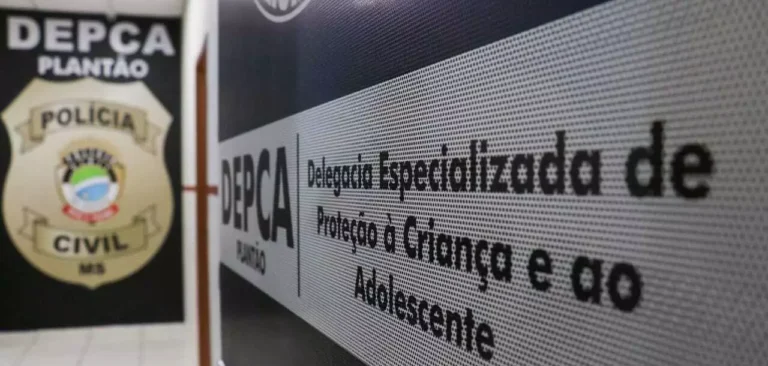 DEPCA
PLANTÃO
POLÍCIA
CIVIL
MS
DEPCA
PLANTÃO
Delegacia Especializada de
Proteção à Criança e ao
Adolescente